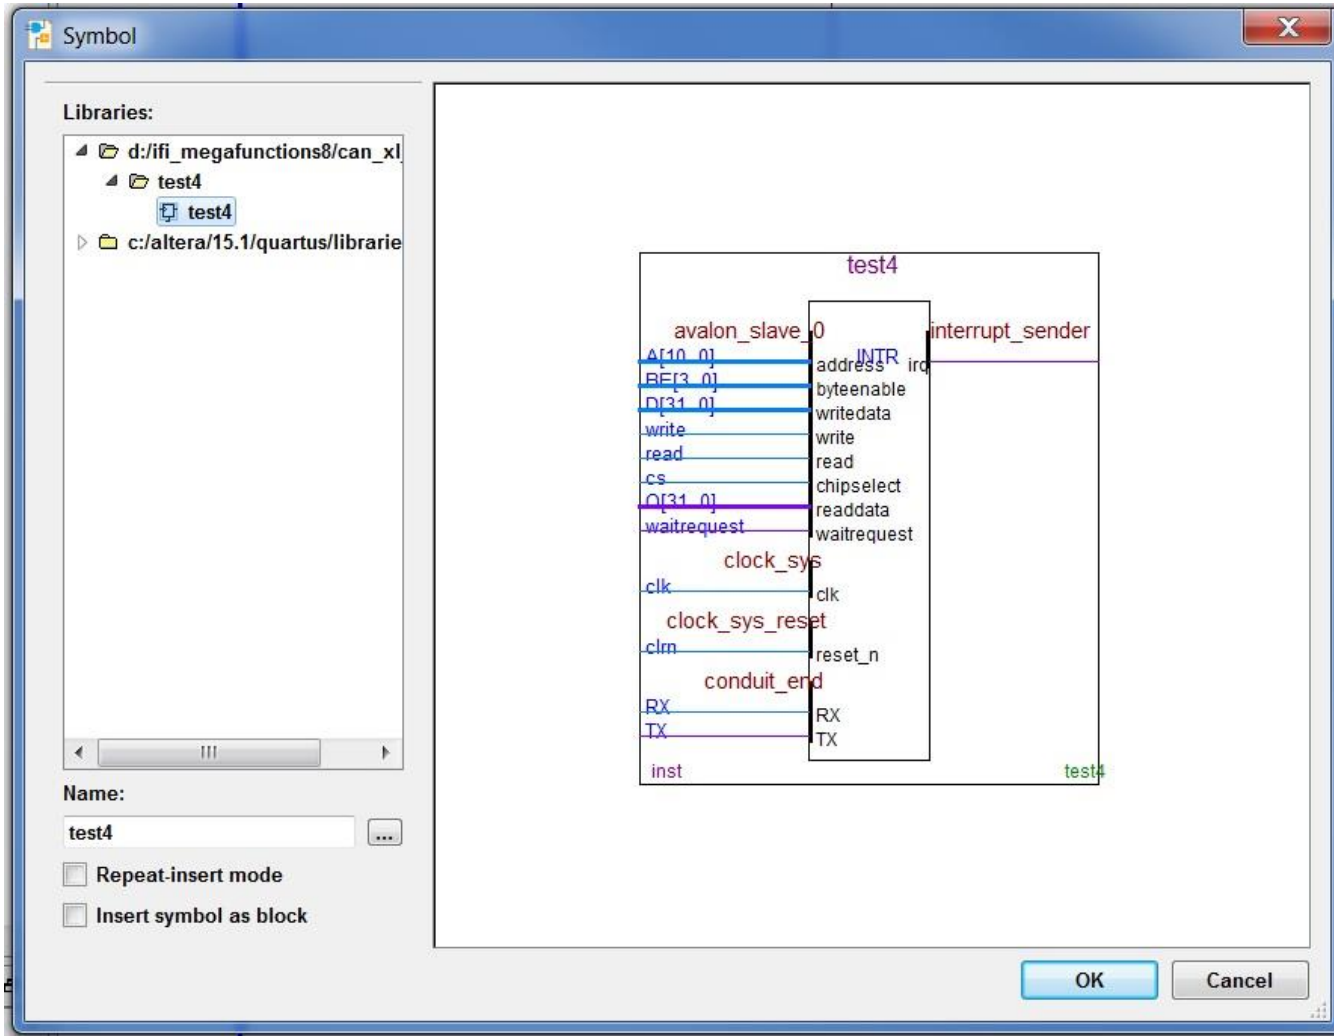 Symbol
Libraries:
d:/ifi_megafunctions8/can_xl
test4
test4
c:/altera/15.1/quartus/librarie
Name:
test4
...
Repeat-insert mode
Insert symbol as block
test4
avalon_slave_0
interrupt_sender
A[10..0]
address
INTR
irq
BE[3..0]
byteenable
D[31..0]
writedata
write
write
read
read
cs
chipselect
Q[31..0]
readdata
waitrequest
waitrequest
clock_sys
clk
clk
clock_sys_reset
clrn
reset_n
conduit_end
RX
RX
TX
TX
inst
test4
OK
Cancel